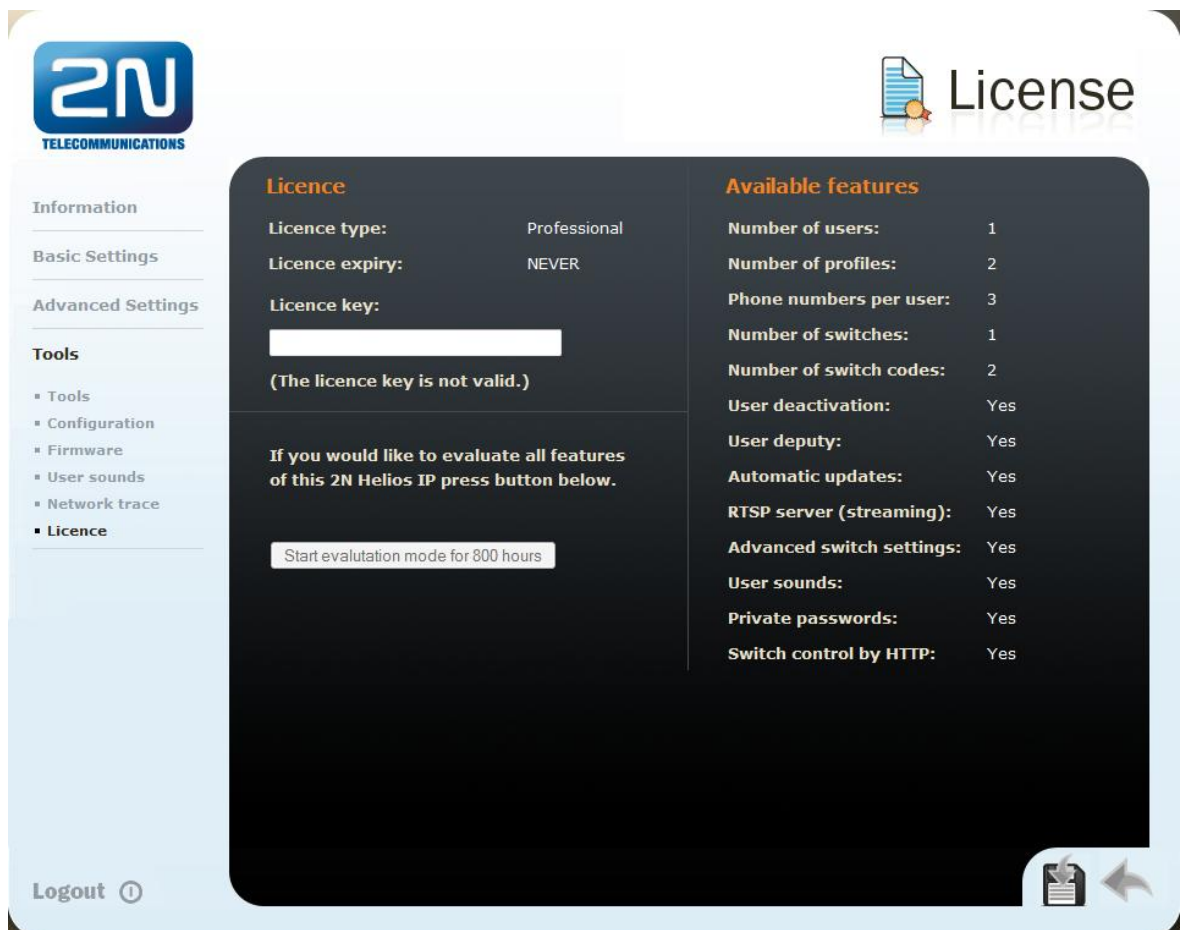 2N
TELECOMMUNICATIONS
License
Information
Basic Settings
Advanced Settings
Tools
Tools
Configuration
Firmware
User sounds
Network trace
Licence
Logout
Licence
Licence type: Professional
Licence expiry: NEVER
Licence key:
(The licence key is not valid.)
If you would like to evaluate all features
of this 2N Helios IP press button below.
Start evalutation mode for 800 hours
Available features
Number of users: 1
Number of profiles: 2
Phone numbers per user: 3
Number of switches: 1
Number of switch codes: 2
User deactivation: Yes
User deputy: Yes
Automatic updates: Yes
RTSP server (streaming): Yes
Advanced switch settings: Yes
User sounds: Yes
Private passwords: Yes
Switch control by HTTP: Yes